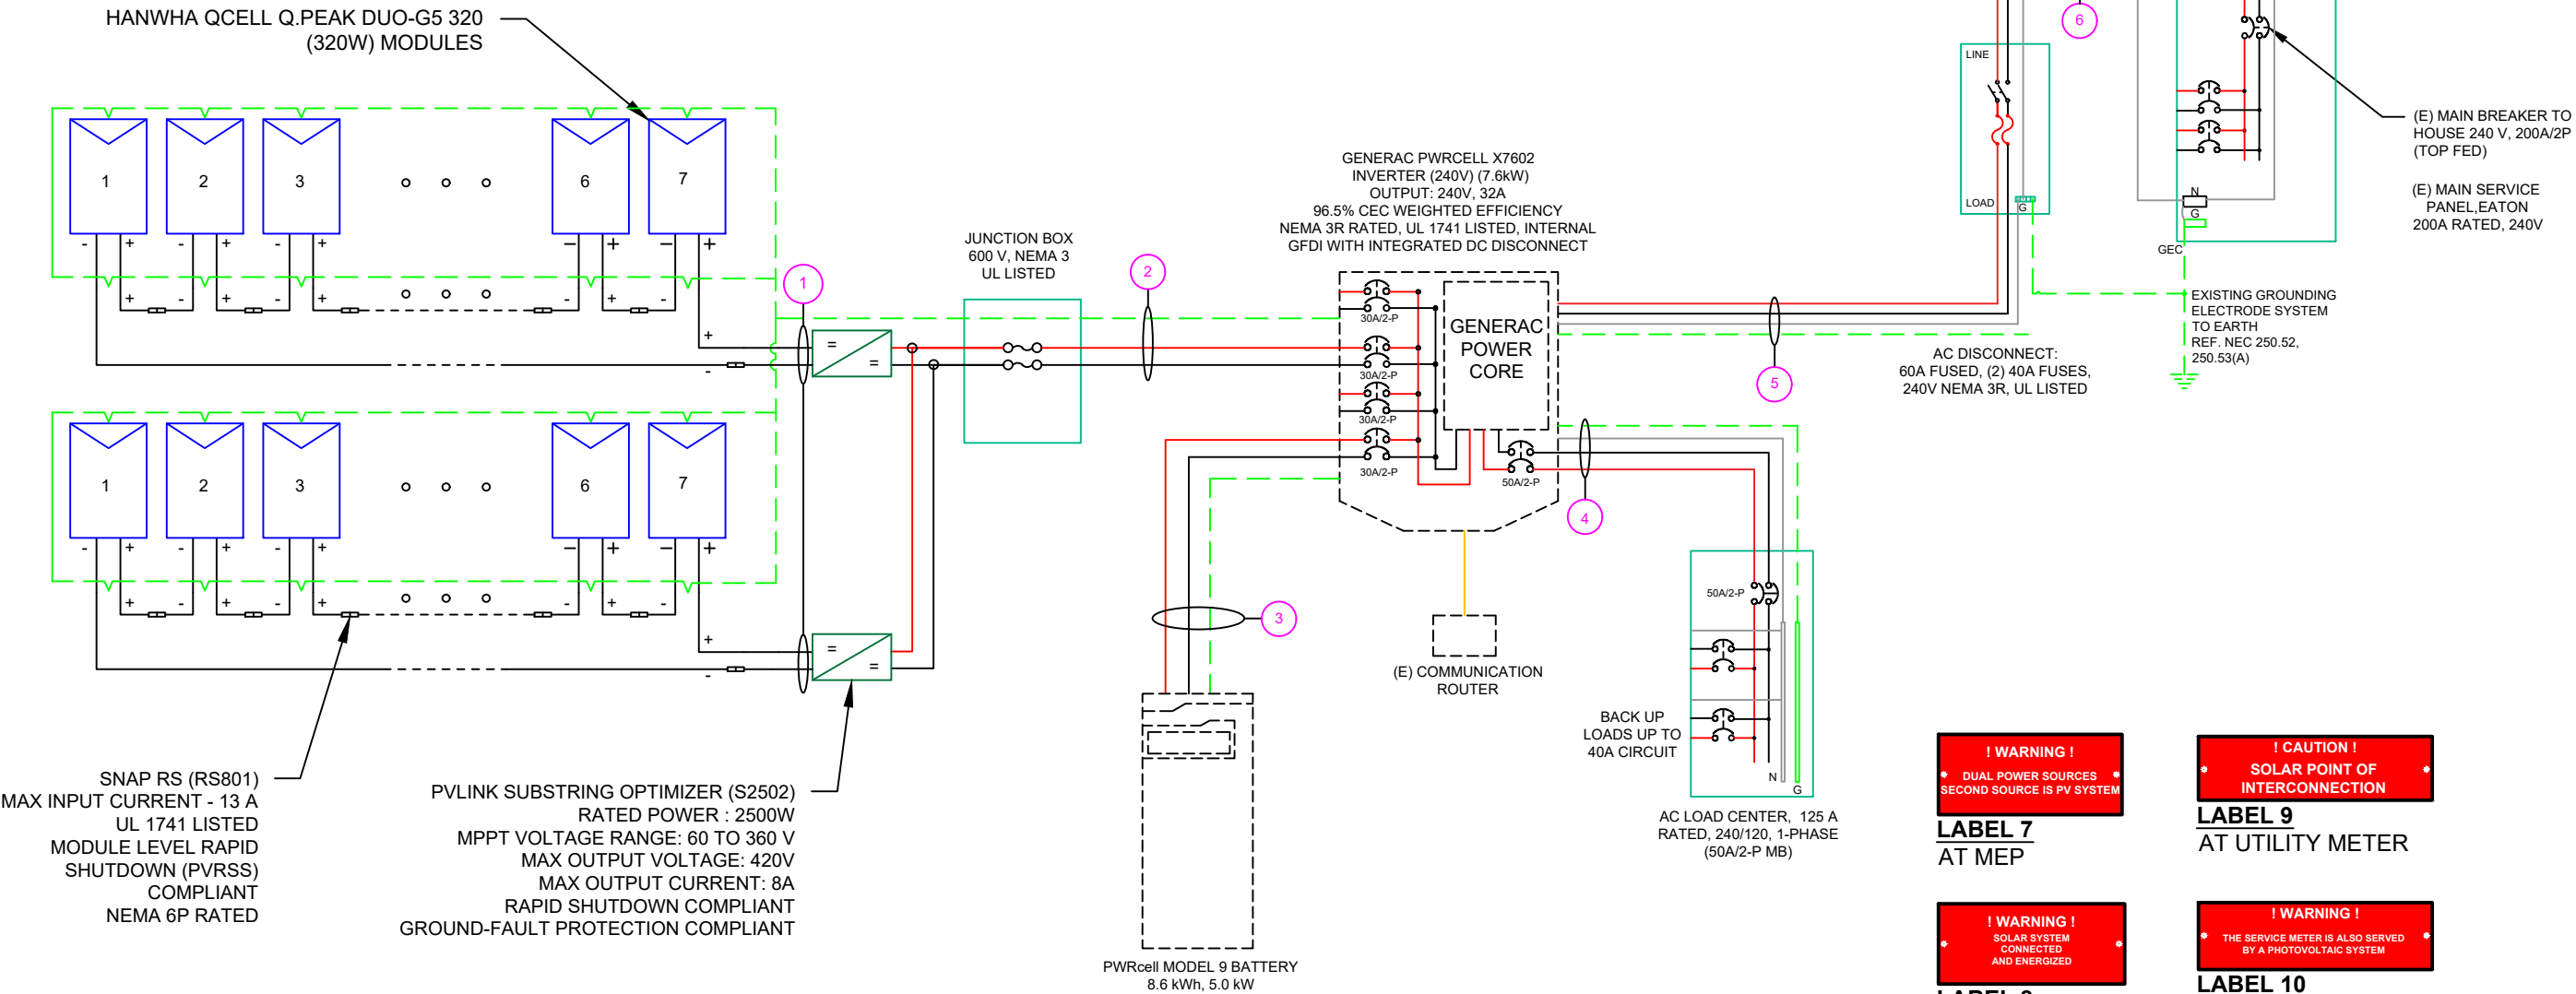 HANWHA QCELL Q.PEAK DUO-G5 320
(320W) MODULES
1
2
3
6
7
- + - + - + − + − +
+ - + - + - + -
+
-
1
JUNCTION BOX
600 V, NEMA 3
UL LISTED
2
= =
1
2
3
6
7
- + - + - + − + − +
+ - + - + - + -
+
-
= =
SNAP RS (RS801)
MAX INPUT CURRENT - 13 A
UL 1741 LISTED
MODULE LEVEL RAPID
SHUTDOWN (PVRSS)
COMPLIANT
NEMA 6P RATED
PVLINK SUBSTRING OPTIMIZER (S2502)
RATED POWER : 2500W
MPPT VOLTAGE RANGE: 60 TO 360 V
MAX OUTPUT VOLTAGE: 420V
MAX OUTPUT CURRENT: 8A
RAPID SHUTDOWN COMPLIANT
GROUND-FAULT PROTECTION COMPLIANT
GENERAC PWRCELL X7602
INVERTER (240V) (7.6kW)
OUTPUT: 240V, 32A
96.5% CEC WEIGHTED EFFICIENCY
NEMA 3R RATED, UL 1741 LISTED, INTERNAL
GFDI WITH INTEGRATED DC DISCONNECT
30A/2-P
30A/2-P
30A/2-P
30A/2-P
GENERAC
POWER
CORE
50A/2-P
3
4
5
6
(E) COMMUNICATION
ROUTER
PWRcell MODEL 9 BATTERY
8.6 kWh, 5.0 kW
50A/2-P
BACK UP
LOADS UP TO
40A CIRCUIT
N
G
AC LOAD CENTER, 125 A
RATED, 240/120, 1-PHASE
(50A/2-P MB)
LINE
LOAD
G
AC DISCONNECT:
60A FUSED, (2) 40A FUSES,
240V NEMA 3R, UL LISTED
N
G
GEC
EXISTING GROUNDING
ELECTRODE SYSTEM
TO EARTH
REF. NEC 250.52,
250.53(A)
(E) MAIN BREAKER TO
HOUSE 240 V, 200A/2P
(TOP FED)
(E) MAIN SERVICE
PANEL,EATON
200A RATED, 240V
! WARNING !
DUAL POWER SOURCES
SECOND SOURCE IS PV SYSTEM
LABEL 7
AT MEP
! CAUTION !
SOLAR POINT OF
INTERCONNECTION
LABEL 9
AT UTILITY METER
! WARNING !
SOLAR SYSTEM
CONNECTED
AND ENERGIZED
! WARNING !
THE SERVICE METER IS ALSO SERVED
BY A PHOTOVOLTAIC SYSTEM
LABEL 10